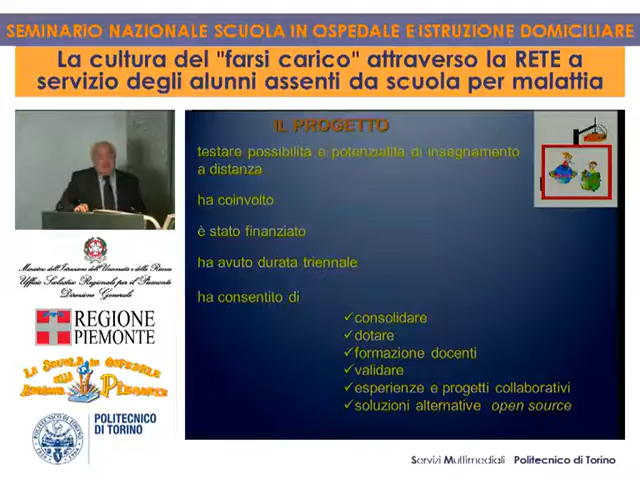 SEMINARIO NAZIONALE SCUOLA IN OSPEDALE E ISTRUZIONE DOMICILIARE
La cultura del "farsi carico" attraverso la RETE a
servizio degli alunni assenti da scuola per malattia
IL PROGETTO
testare possibilità e potenzialità di insegnamento
a distanza
ha coinvolto
è stato finanziato
ha avuto durata triennale
ha consentito di
✓consolidare
✓dotare
✓formazione docenti
✓validare
✓esperienze e progetti collaborativi
✓soluzioni alternative open source
Ministero dell'Istruzione dell'Università e della Ricerca
Ufficio Scolastico Regionale per il Piemonte
Direzione Generale
REGIONE
PIEMONTE
La Scuola in Ospedale
Piemonte
POLITECNICO
DI TORINO
Servizi Multimediali Politecnico di Torino